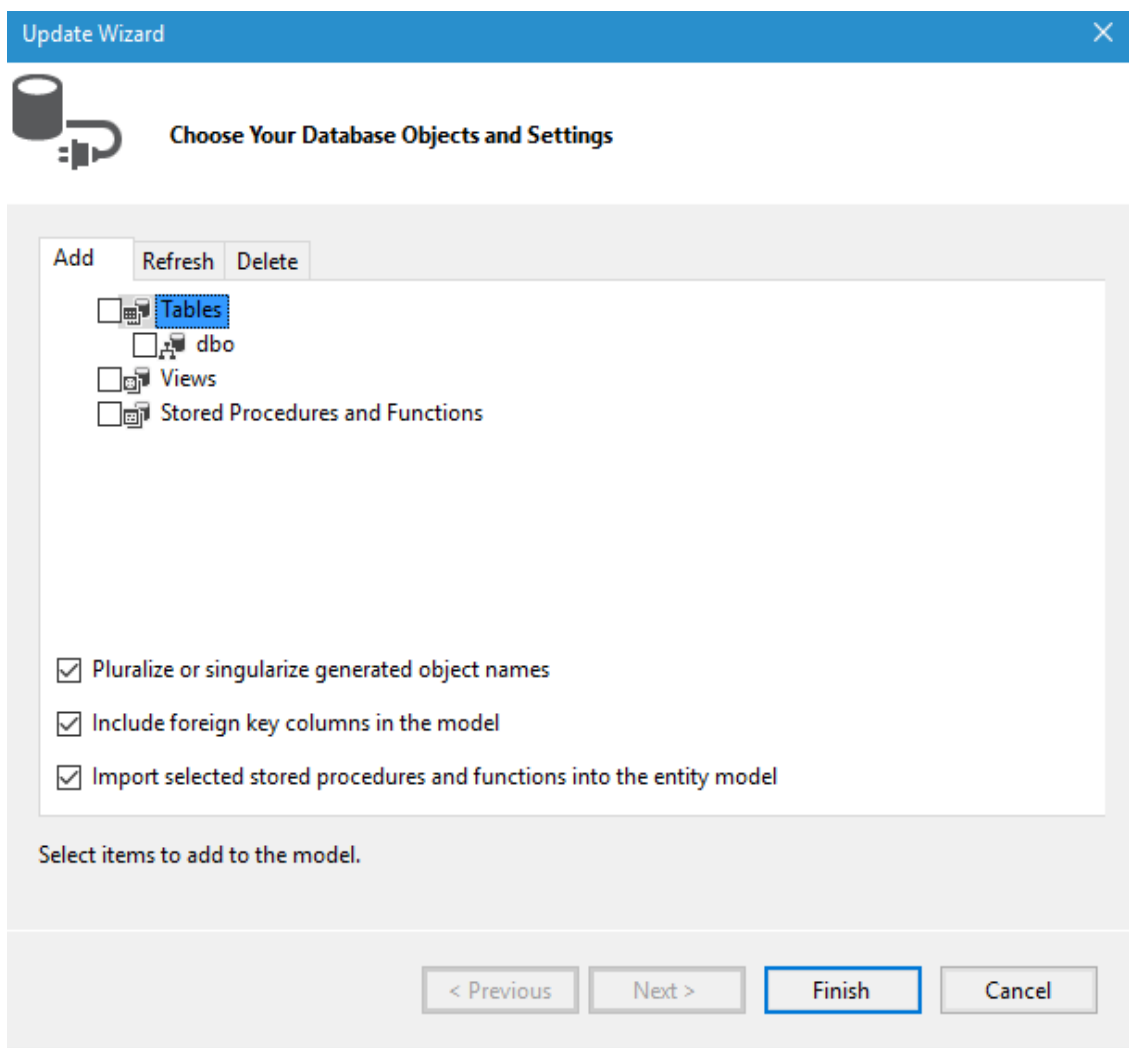 Update Wizard
Choose Your Database Objects and Settings
Add Refresh Delete
Tables
dbo
Views
Stored Procedures and Functions
Pluralize or singularize generated object names
Include foreign key columns in the model
Import selected stored procedures and functions into the entity model
Select items to add to the model.
< Previous Next > Finish Cancel